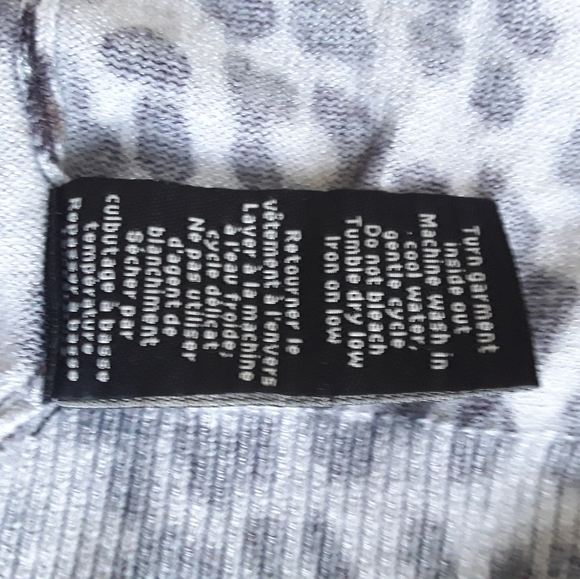 Turn garment
inside out
Machine wash in
cool water,
gentle cycle
Do not beach
Tumble dry low
Iron on low
Retourner le
vêtement à l'envers
Layer à la machine
à l'eau froide,
cycle délicat
Ne pas utiliser
d'agent de
blanchiment
Sécher par
culbutage à basse
température
Repasser à basse